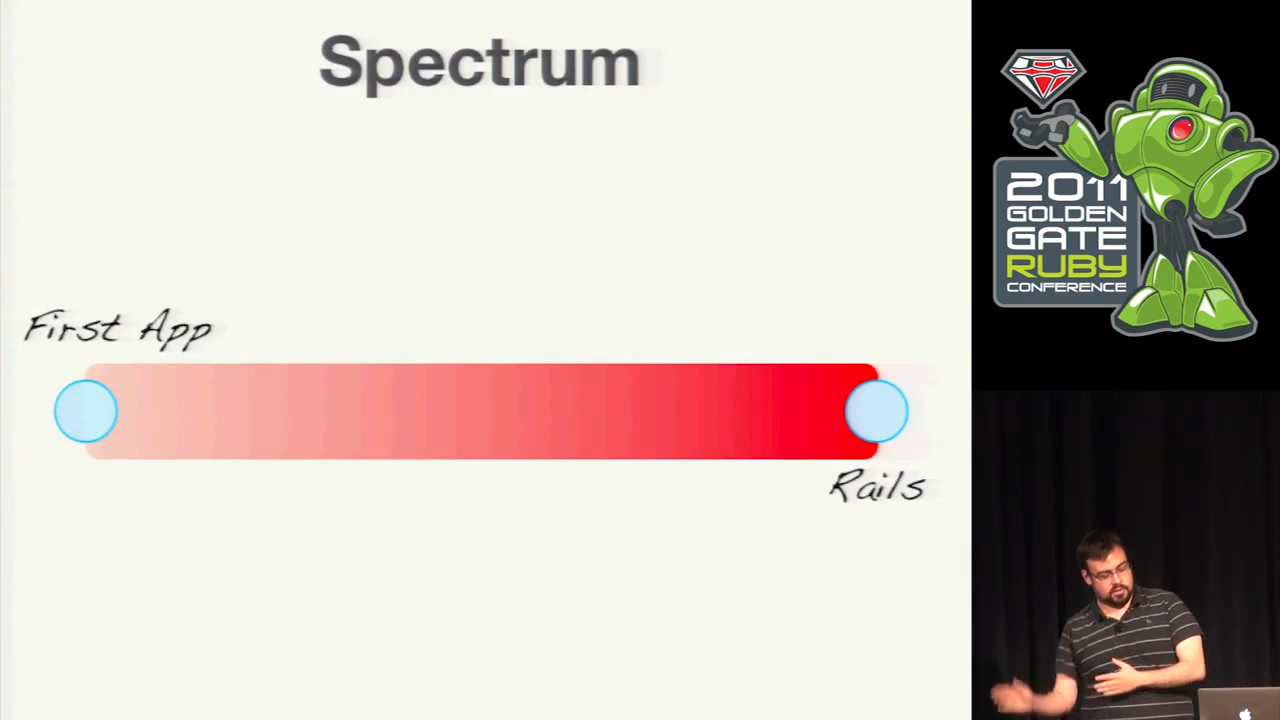 Spectrum
First App
Rails
2011
GOLDEN
GATE
RUBY
CONFERENCE